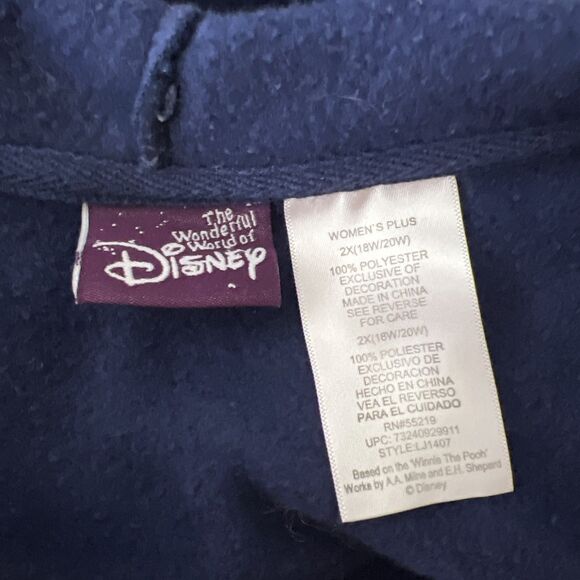 The
Wonderful
World of
Disney
WOMEN'S PLUS
2X(18W/20W)
100% POLYESTER
EXCLUSIVE OF
DECORATION
MADE IN CHINA
SEE REVERSE
FOR CARE
2X(18W/20W)
100% POLIESTER
EXCLUSIVO DE
DECORACION
HECHO EN CHINA
VEA EL REVERSO
PARA EL CUIDADO
RN#55219
UPC: 73240929911
STYLE:LJ1407
Based on the 'Winnie The Pooh'
Works by A.A. Milne and E.H. Shepard
© Disney